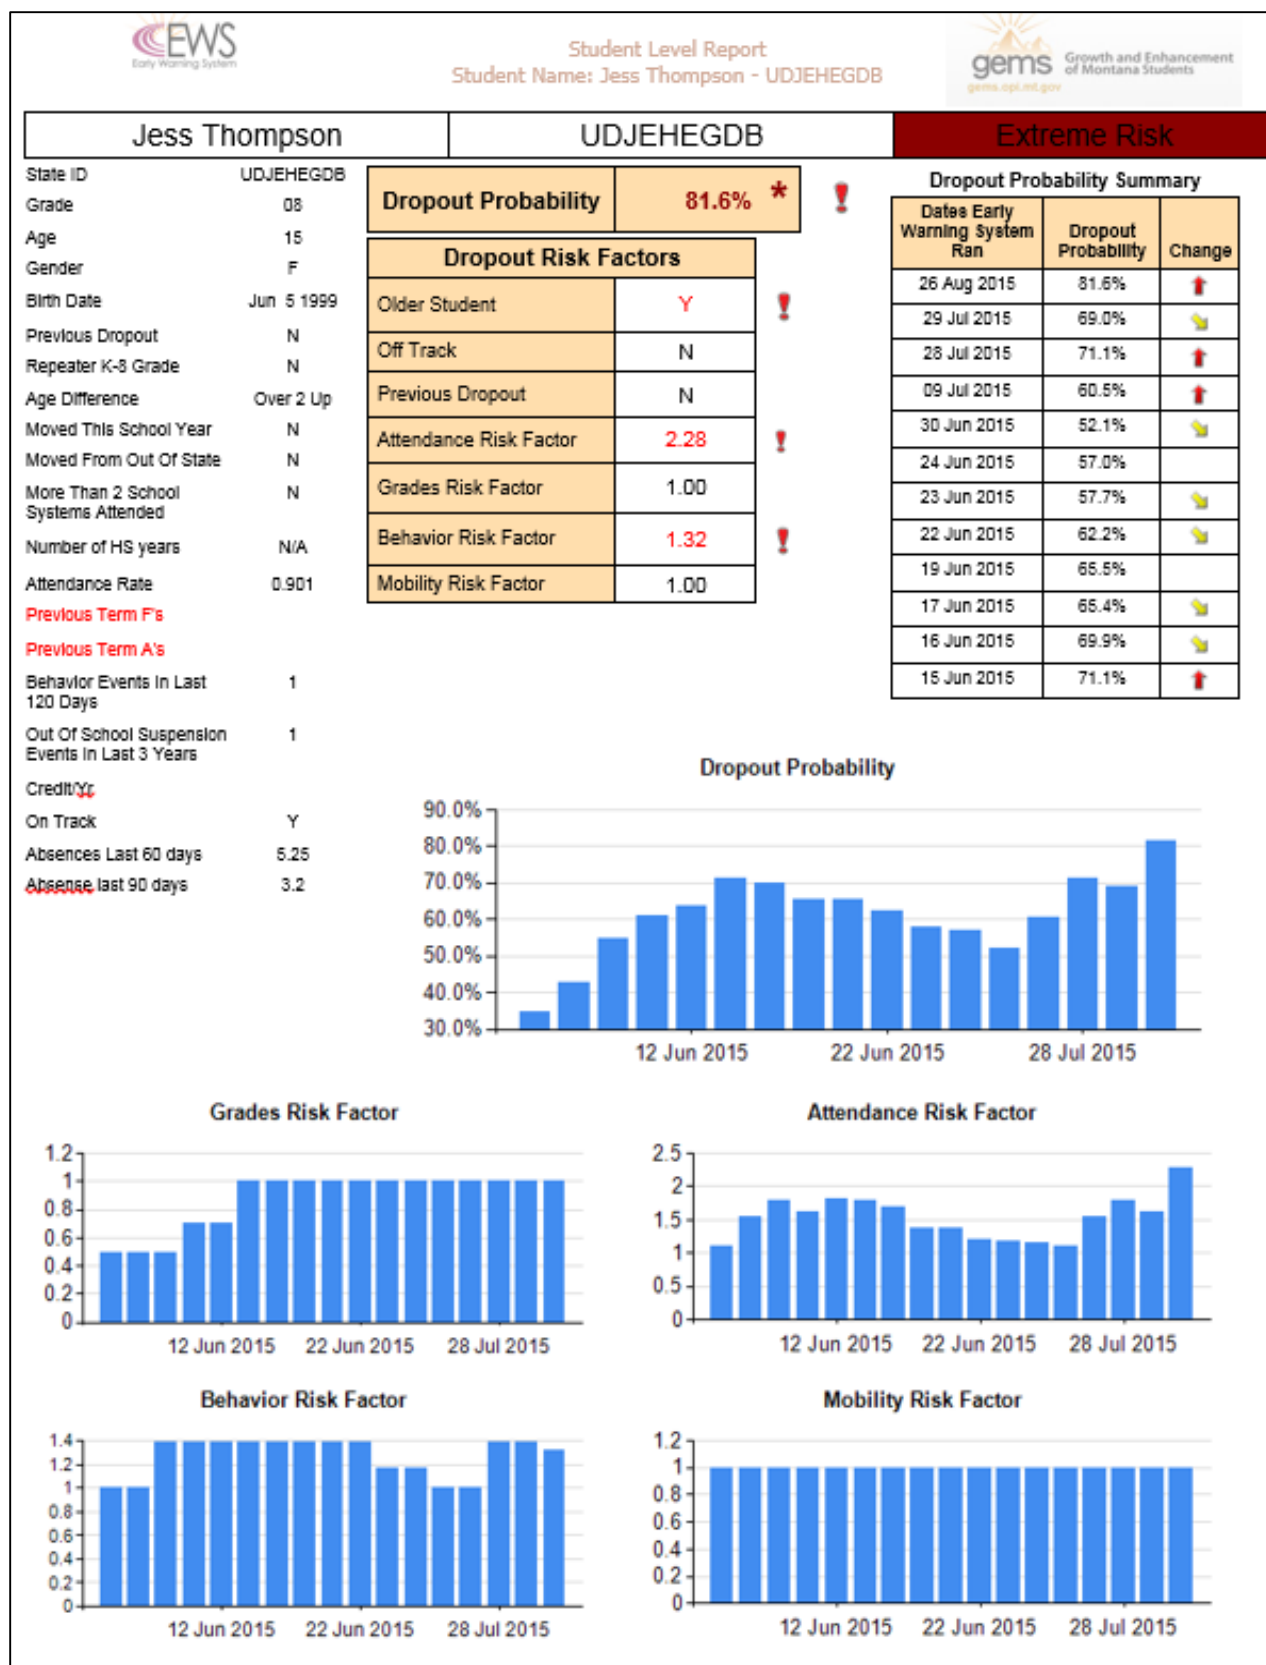 EWS
Early Warning System
Student Level Report
Student Name: Jess Thompson - UDJEHEGDB
gems Growth and Enhancement
of Montana Students
gems.opi.mt.gov
Jess Thompson UDJEHEGDB Extreme Risk
State ID UDJEHEGDB
Grade 08
Age 15
Gender F
Birth Date Jun 5 1999
Previous Dropout N
Repeater K-8 Grade N
Age Difference Over 2 Up
Moved This School Year N
Moved From Out Of State N
More Than 2 School
Systems Attended N
Number of HS years N/A
Attendance Rate 0.901
Previous Term F's
Previous Term A's
Behavior Events In Last
120 Days 1
Out Of School Suspension
Events In Last 3 Years 1
Credit/Yr
On Track Y
Absences Last 60 days 5.25
Absense last 90 days 3.2
Dropout Probability 81.6% *
Dropout Risk Factors
Older Student Y
Off Track N
Previous Dropout N
Attendance Risk Factor 2.28
Grades Risk Factor 1.00
Behavior Risk Factor 1.32
Mobility Risk Factor 1.00
Dropout Probability Summary
Dates Early
Warning System
Ran
Dropout
Probability
Change
26 Aug 2015 81.6%
29 Jul 2015 69.0%
28 Jul 2015 71.1%
09 Jul 2015 60.5%
30 Jun 2015 52.1%
24 Jun 2015 57.0%
23 Jun 2015 57.7%
22 Jun 2015 62.2%
19 Jun 2015 65.5%
17 Jun 2015 65.4%
16 Jun 2015 69.9%
15 Jun 2015 71.1%
Dropout Probability
90.0%
80.0%
70.0%
60.0%
50.0%
40.0%
30.0%
12 Jun 2015 22 Jun 2015 28 Jul 2015
Grades Risk Factor
1.2
1
0.8
0.6
0.4
0.2
0
12 Jun 2015 22 Jun 2015 28 Jul 2015
Attendance Risk Factor
2.5
2
1.5
1
0.5
0
12 Jun 2015 22 Jun 2015 28 Jul 2015
Behavior Risk Factor
1.4
1.2
1
0.8
0.6
0.4
0.2
0
12 Jun 2015 22 Jun 2015 28 Jul 2015
Mobility Risk Factor
1.2
1
0.8
0.6
0.4
0.2
0
12 Jun 2015 22 Jun 2015 28 Jul 2015